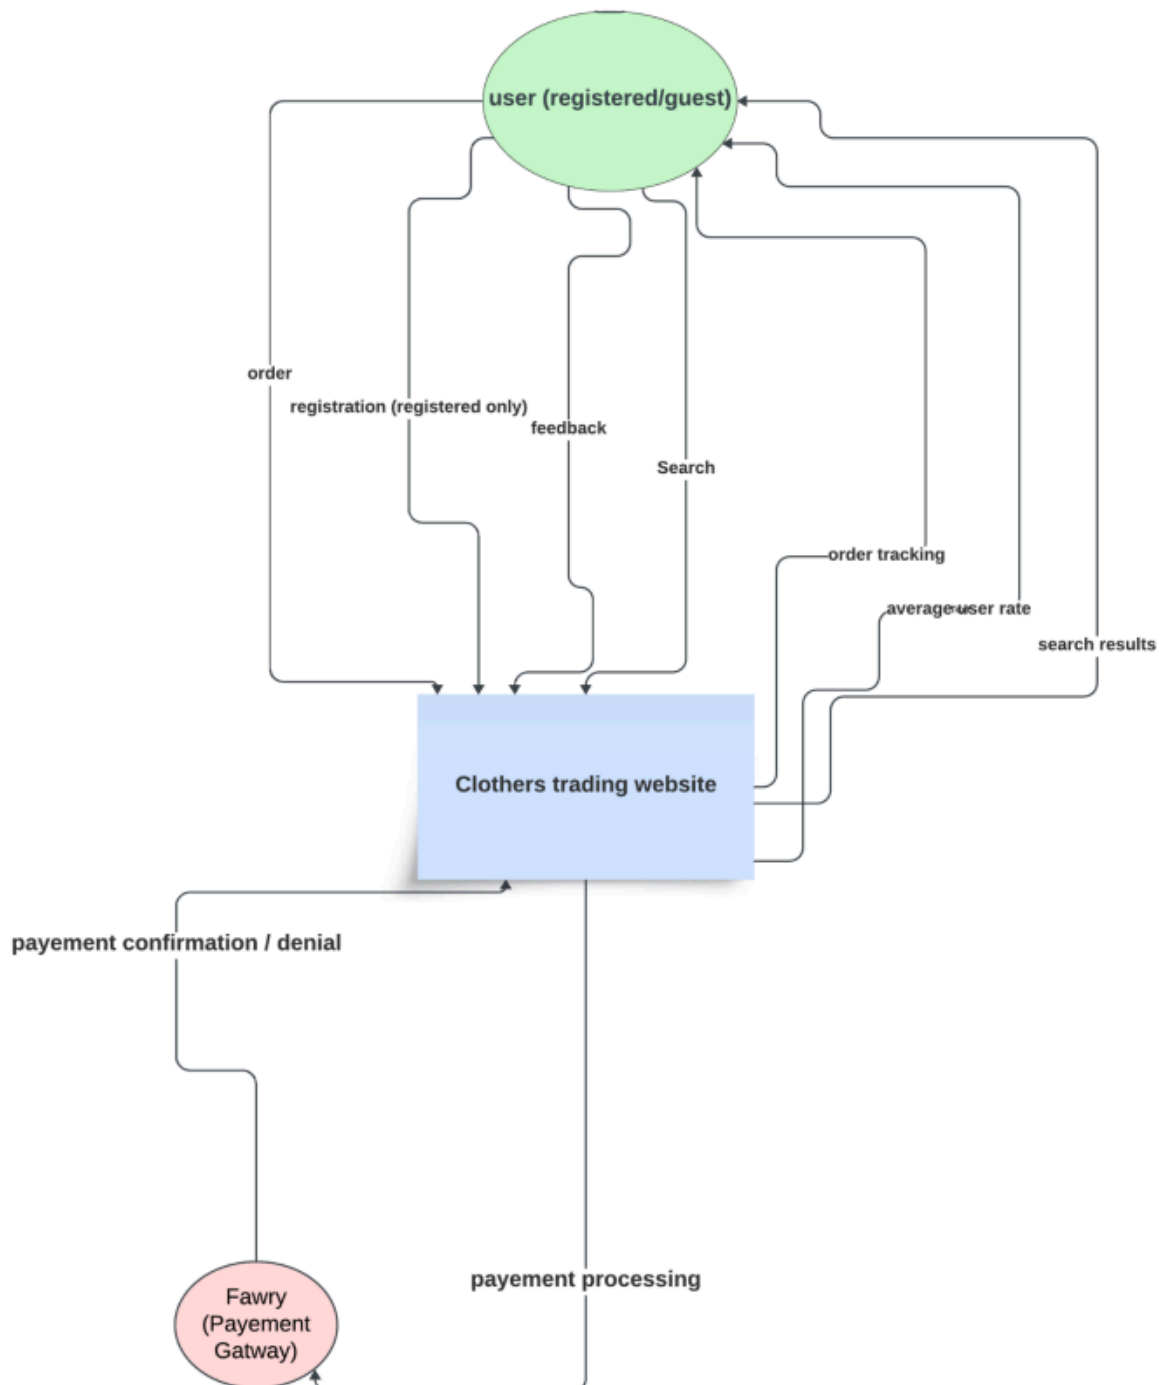 user (registered/guest)
order
registration (registered only)
feedback
Search
order tracking
average user rate
search results
Clothers trading website
payement confirmation / denial
payement processing
Fawry
(Payement
Gatway)